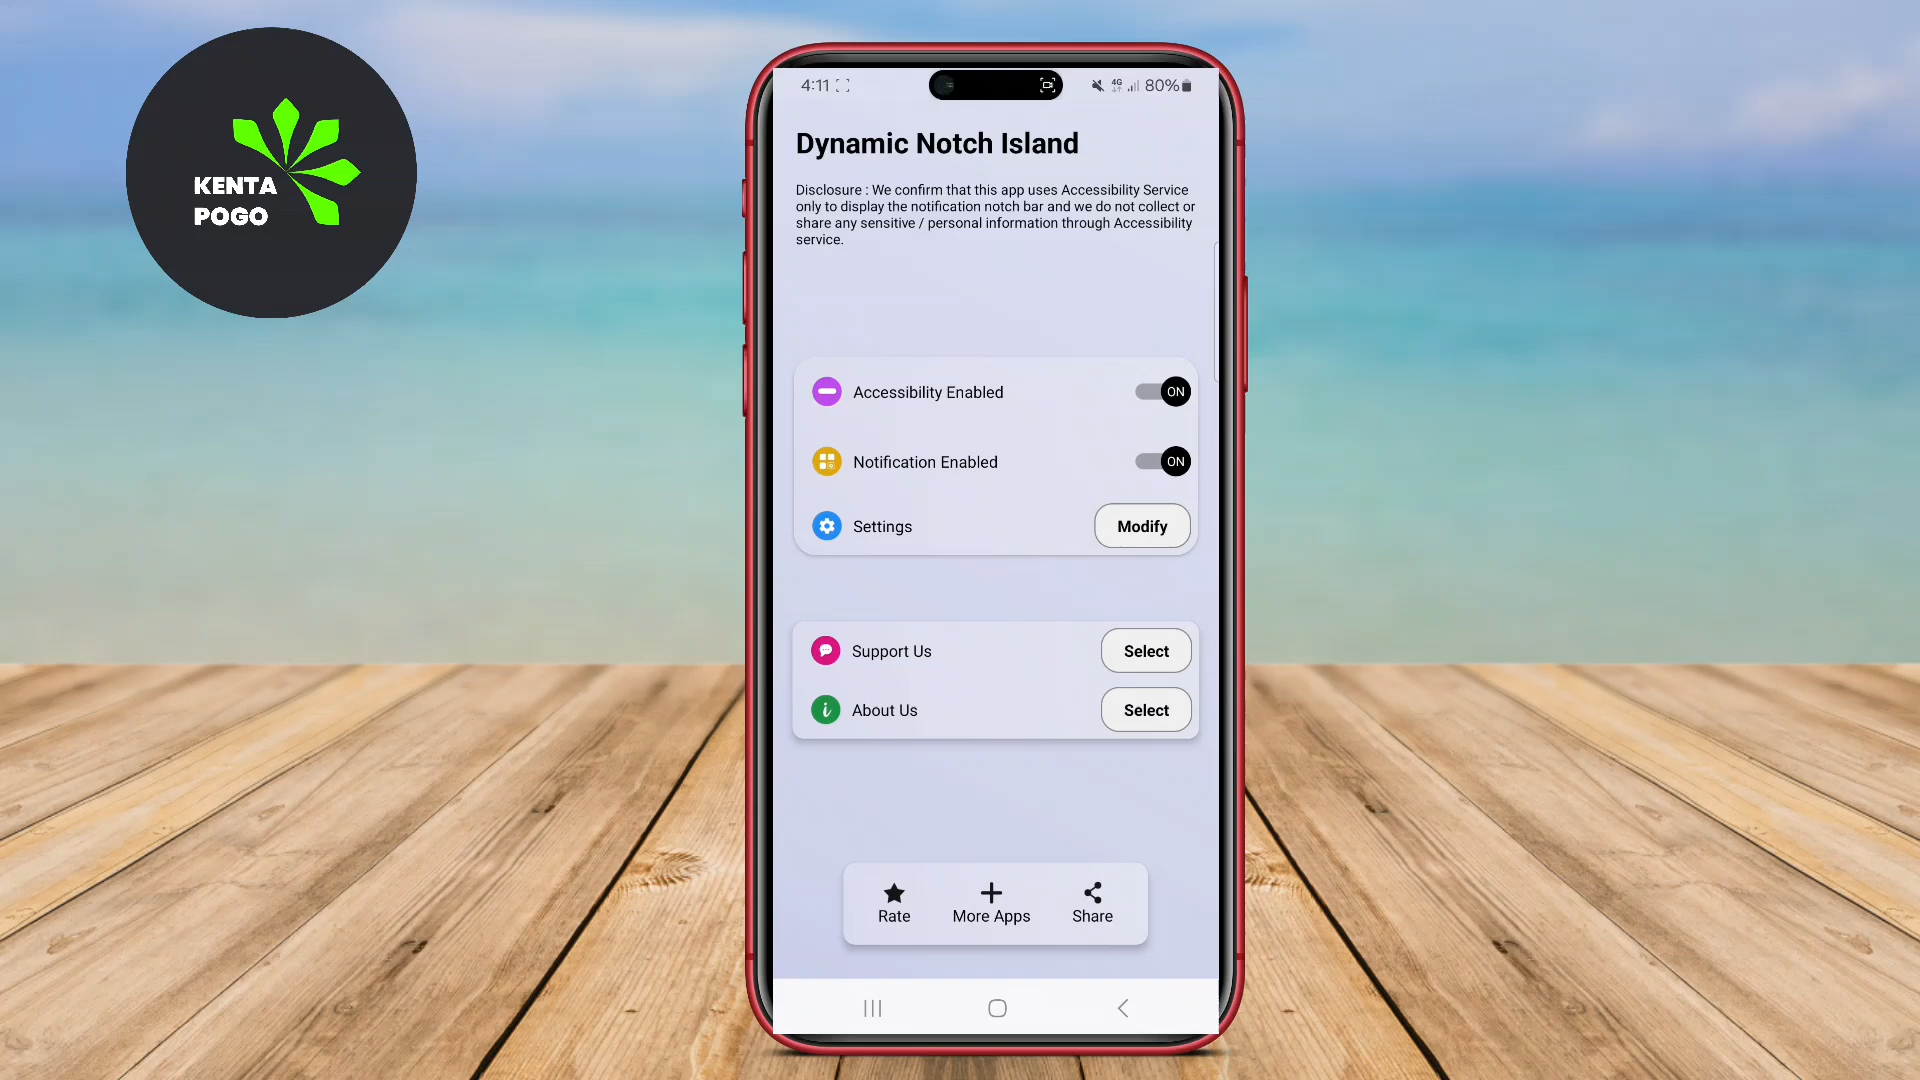 KENTA
POGO
4:11
4G
80%
Dynamic Notch Island
Disclosure : We confirm that this app uses Accessibility Service
only to display the notification notch bar and we do not collect or
share any sensitive / personal information through Accessibility
service.
Accessibility Enabled
ON
Notification Enabled
ON
Settings
Modify
Support Us
Select
About Us
Select
Rate
More Apps
Share